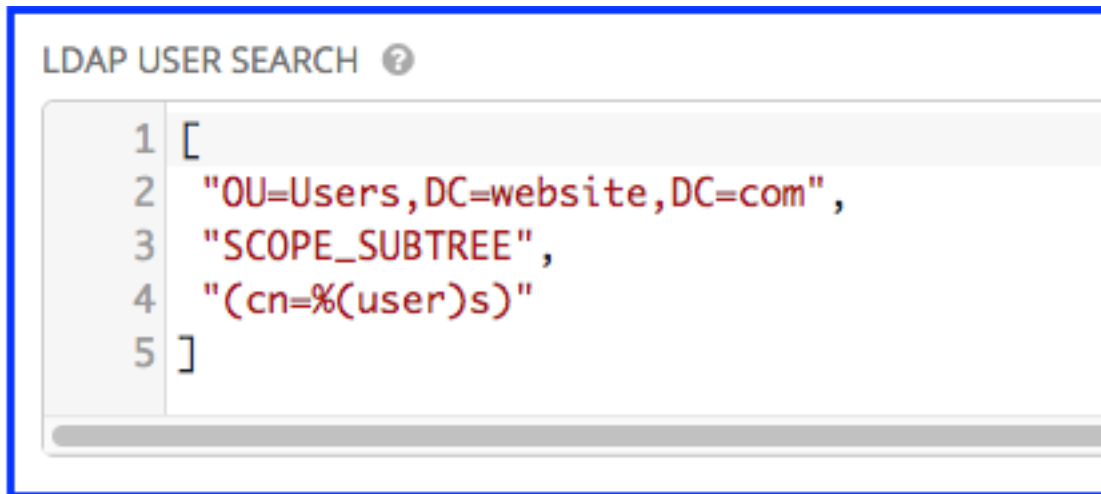 LDAP USER SEARCH ?
1 [
2 "OU=Users,DC=website,DC=com",
3 "SCOPE_SUBTREE",
4 "(cn=%(user)s)"
5 ]